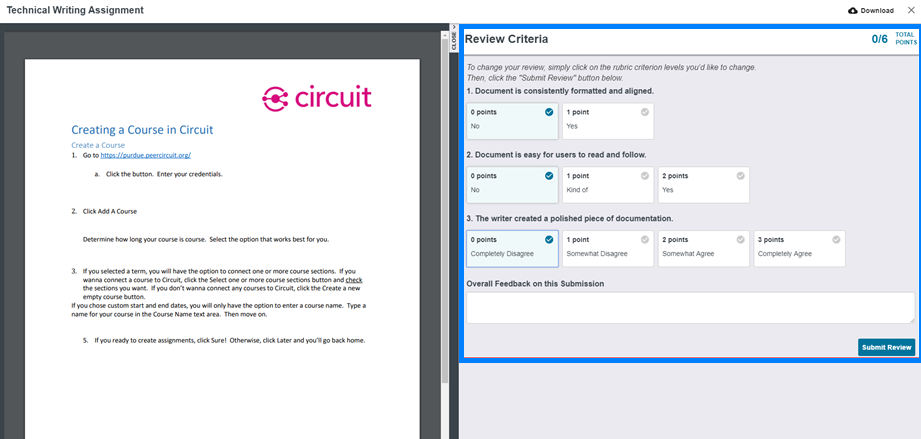 Technical Writing Assignment
Download
CLOSE
circuit
Creating a Course in Circuit
Create a Course
1. Go to https://purdue.peercircuit.org/
a. Click the button. Enter your credentials.
2. Click Add A Course
Determine how long your course is course. Select the option that works best for you.
3. If you selected a term, you will have the option to connect one or more course sections. If you
wanna connect a course to Circuit, click the Select one or more course sections button and check
the sections you want. If you don't wanna connect any courses to Circuit, click the Create a new
empty course button.
If you chose custom start and end dates, you will only have the option to enter a course name. Type a
name for your course in the Course Name text area. Then move on.
5. If you ready to create assignments, click Sure! Otherwise, click Later and you'll go back home.
Review Criteria
0/6 TOTAL
POINTS
To change your review, simply click on the rubric criterion levels you'd like to change.
Then, click the "Submit Review" button below.
1. Document is consistently formatted and aligned.
0 points 1 point
No Yes
2. Document is easy for users to read and follow.
0 points 1 point 2 points
No Kind of Yes
3. The writer created a polished piece of documentation.
0 points 1 point 2 points 3 points
Completely Disagree Somewhat Disagree Somewhat Agree Completely Agree
Overall Feedback on this Submission
Submit Review